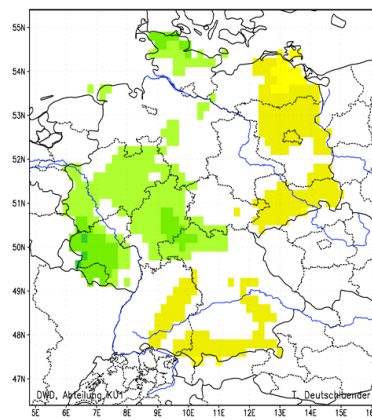 55N
54N
53N
52N
51N
50N
49N
48N
47N
DWD, Abteilung KU1 T. Deutschlaender
5E 6E 7E 8E 9E 10E 11E 12E 13E 14E 15E